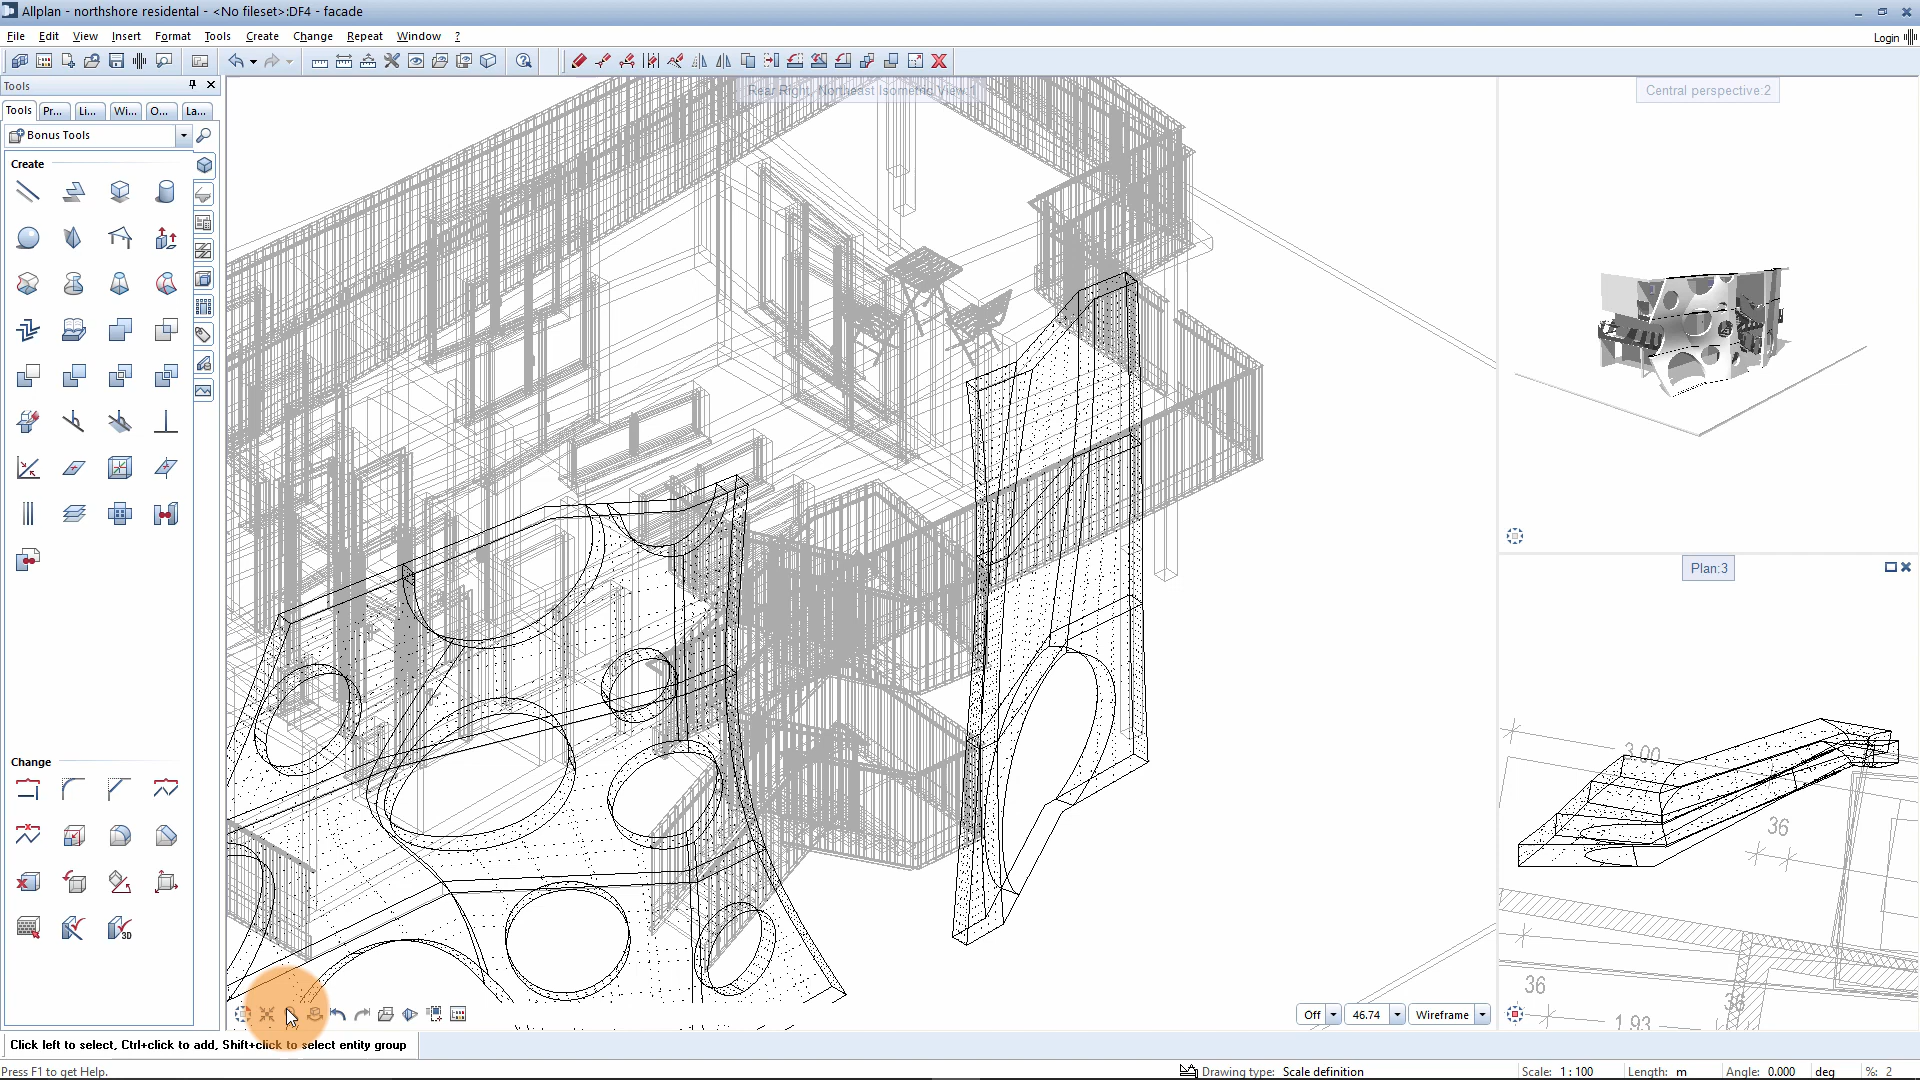 Allplan - northshore residental - <No fileset>:DF4 - facade
File Edit View Insert Format Tools Create Change Repeat Window ?
Login
Tools
Rear Right, Northeast Isometric View:1
Central perspective:2
Tools Pr... Li... Wi... O... La...
Bonus Tools
Create
Plan:3
3.00
Change
3D
36
36
36
1.93
Off 46.74 Wireframe
Click left to select, Ctrl+click to add, Shift+click to select entity group
Press F1 to get Help.
Drawing type: Scale definition
Scale: 1 : 100
Length: m
Angle: 0.000 deg
%: 2